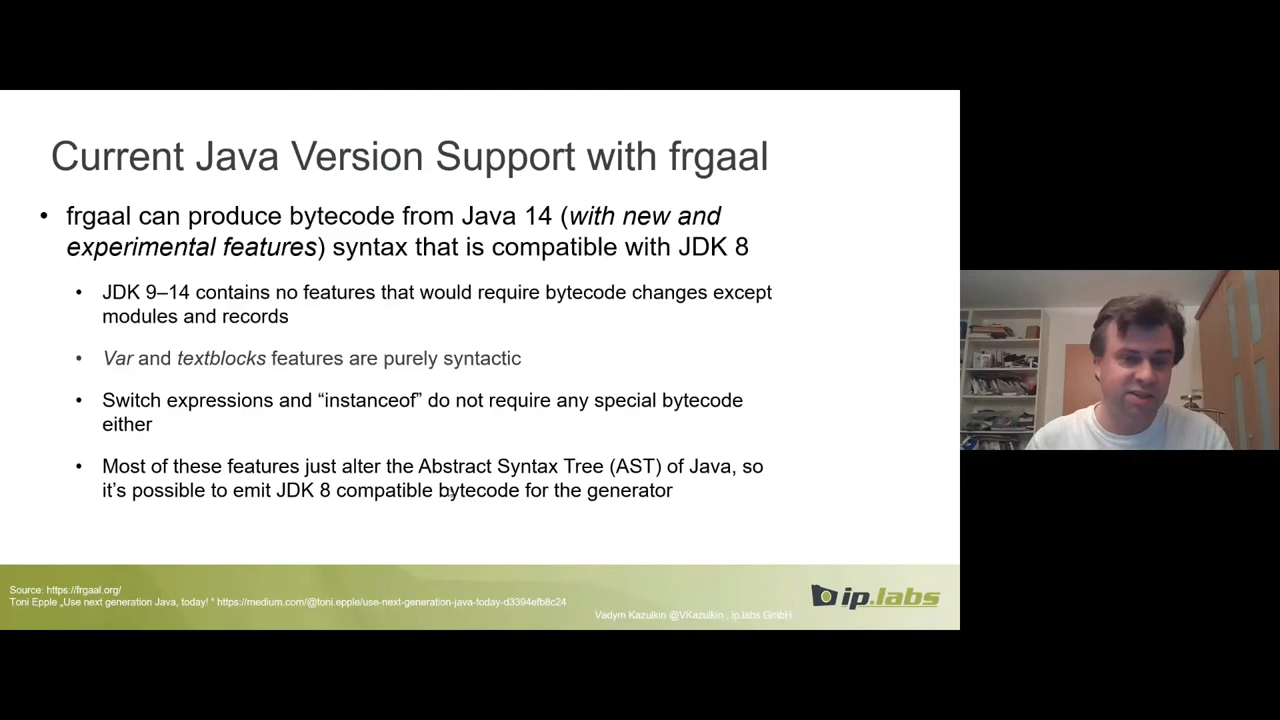 Current Java Version Support with frgaal
• frgaal can produce bytecode from Java 14 (with new and
experimental features) syntax that is compatible with JDK 8
• JDK 9–14 contains no features that would require bytecode changes except
modules and records
• Var and textblocks features are purely syntactic
• Switch expressions and “instanceof” do not require any special bytecode
either
• Most of these features just alter the Abstract Syntax Tree (AST) of Java, so
it’s possible to emit JDK 8 compatible bytecode for the generator
Source: https://frgaal.org/
Toni Epple „Use next generation Java, today! “ https://medium.com/@toni.epple/use-next-generation-java-today-d3394efb8c24
Vadym Kazulkin @VKazulkin , ip.labs GmbH
ip.labs